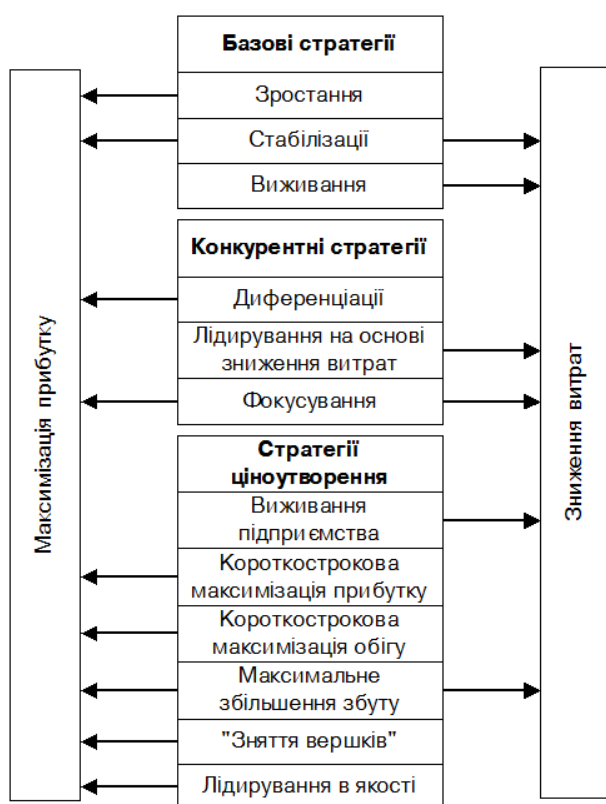 Базові стратегії
Зростання
Стабілізації
Виживання
Конкурентні стратегії
Диференціації
Лідирування на основі
зниження витрат
Фокусування
Стратегії
ціноутворення
Виживання
підприємства
Короткострокова
максимізація прибутку
Короткострокова
максимізація обігу
Максимальне
збільшення збуту
"Зняття вершків"
Лідирування в якості
Максимізація прибутку
Зниження витрат